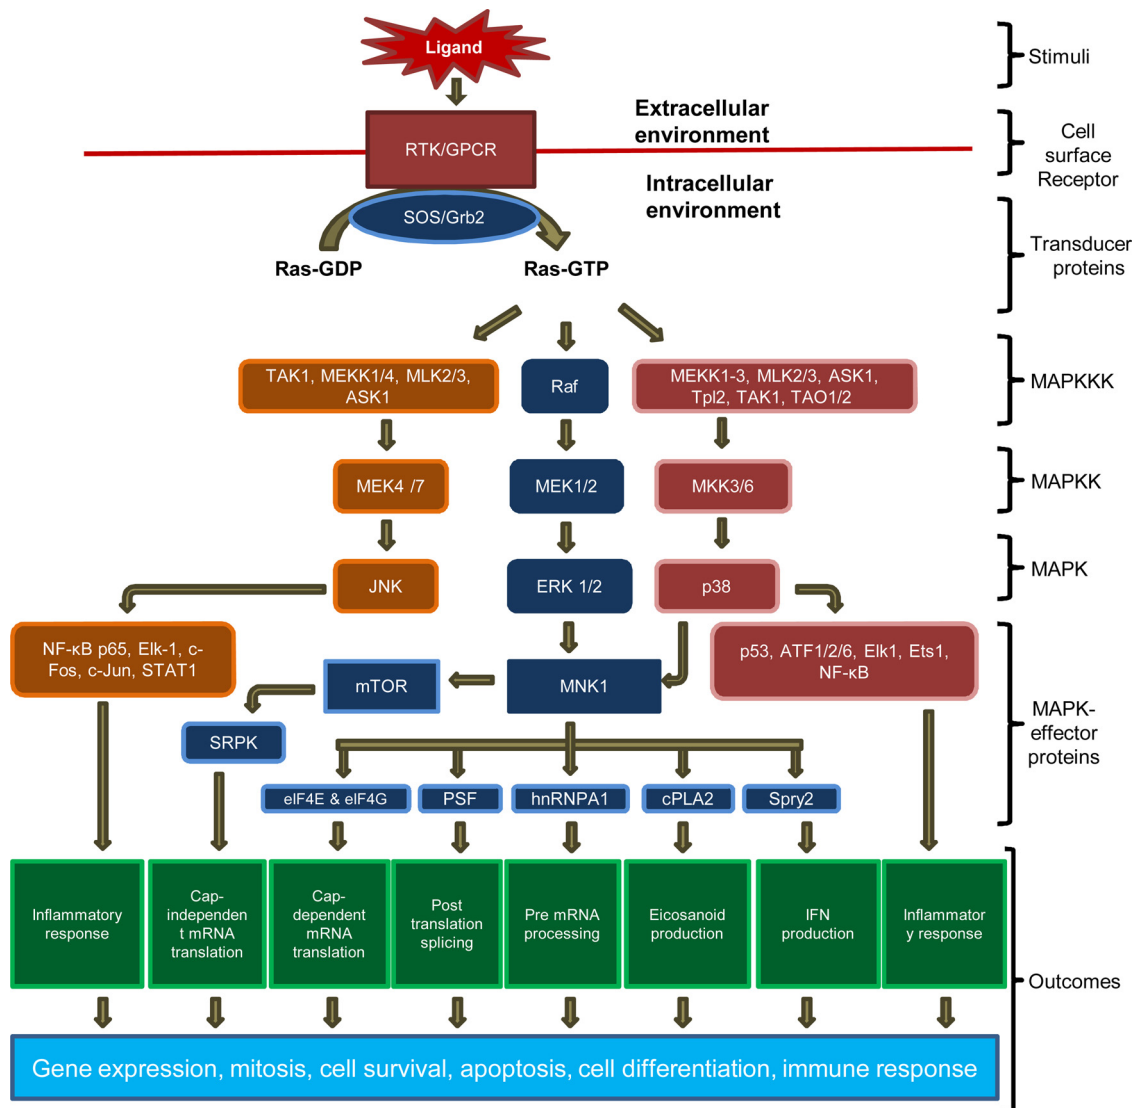 Ligand
Stimuli
Extracellular
environment
RTK/GPCR
Cell
surface
Receptor
Intracellular
environment
SOS/Grb2
Transducer
proteins
Ras-GDP
Ras-GTP
TAK1, MEKK1/4, MLK2/3,
ASK1
Raf
MEKK1-3, MLK2/3, ASK1,
Tpl2, TAK1, TAO1/2
MAPKKK
MEK4 /7
MEK1/2
MKK3/6
MAPKK
JNK
ERK 1/2
p38
MAPK
NF-κB p65, Elk-1, c-
Fos, c-Jun, STAT1
mTOR
MNK1
p53, ATF1/2/6, Elk1, Ets1,
NF-κB
SRPK
MAPK-
effector
proteins
eIF4E & eIF4G
PSF
hnRNPA1
cPLA2
Spry2
Inflammatory
response
Cap-
independen
t mRNA
translation
Cap-
dependent
mRNA
translation
Post
translation
splicing
Pre mRNA
processing
Eicosanoid
production
IFN
production
Inflammator
y response
Outcomes
Gene expression, mitosis, cell survival, apoptosis, cell differentiation, immune response